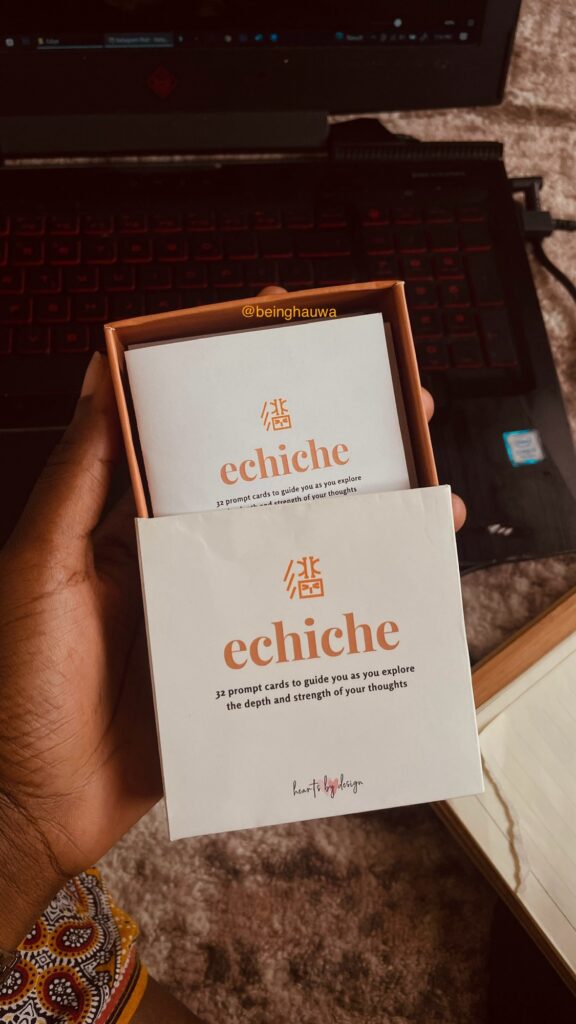 @beinghauwa
echiche
32 prompt cards to guide you as you explore
echiche
32 prompt cards to guide you as you explore
the depth and strength of your thoughts
hearts by design